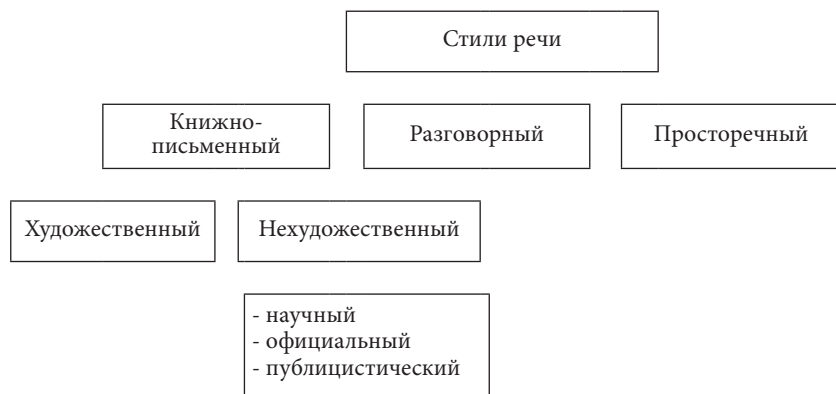 Стили речи
Книжно-
письменный
Разговорный
Просторечный
Художественный
Нехудожественный
- научный
- официальный
- публицистический